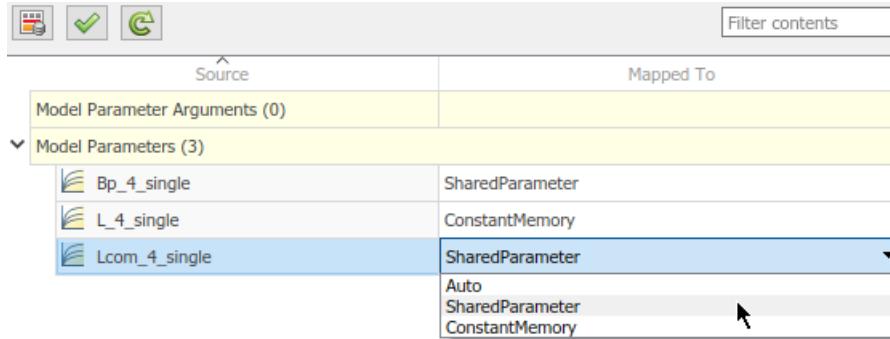 Filter contents
Source Mapped To
Model Parameter Arguments (0)
Model Parameters (3)
Bp_4_single SharedParameter
L_4_single ConstantMemory
Lcom_4_single SharedParameter
Auto
SharedParameter
ConstantMemory